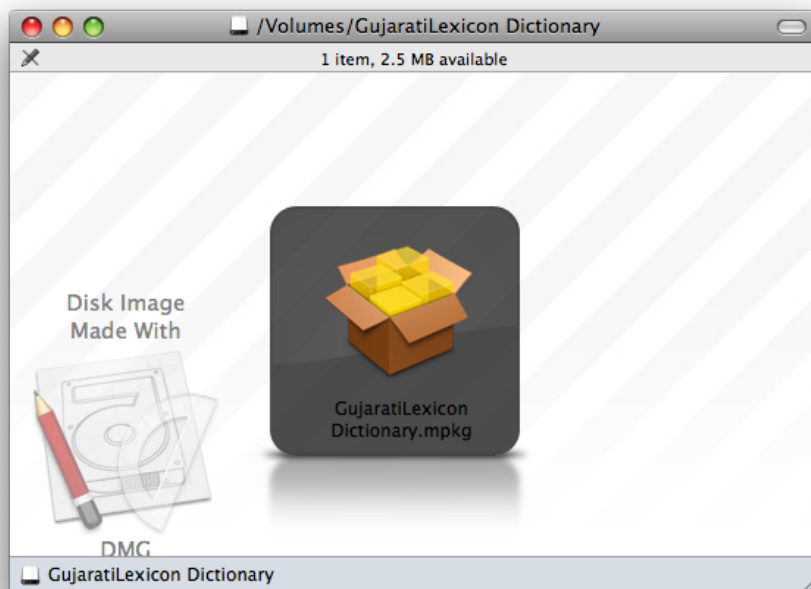 /Volumes/GujaratiLexicon Dictionary
1 item, 2.5 MB available
Disk Image
Made With
GujaratiLexicon
Dictionary.mpkg
DMG
GujaratiLexicon Dictionary